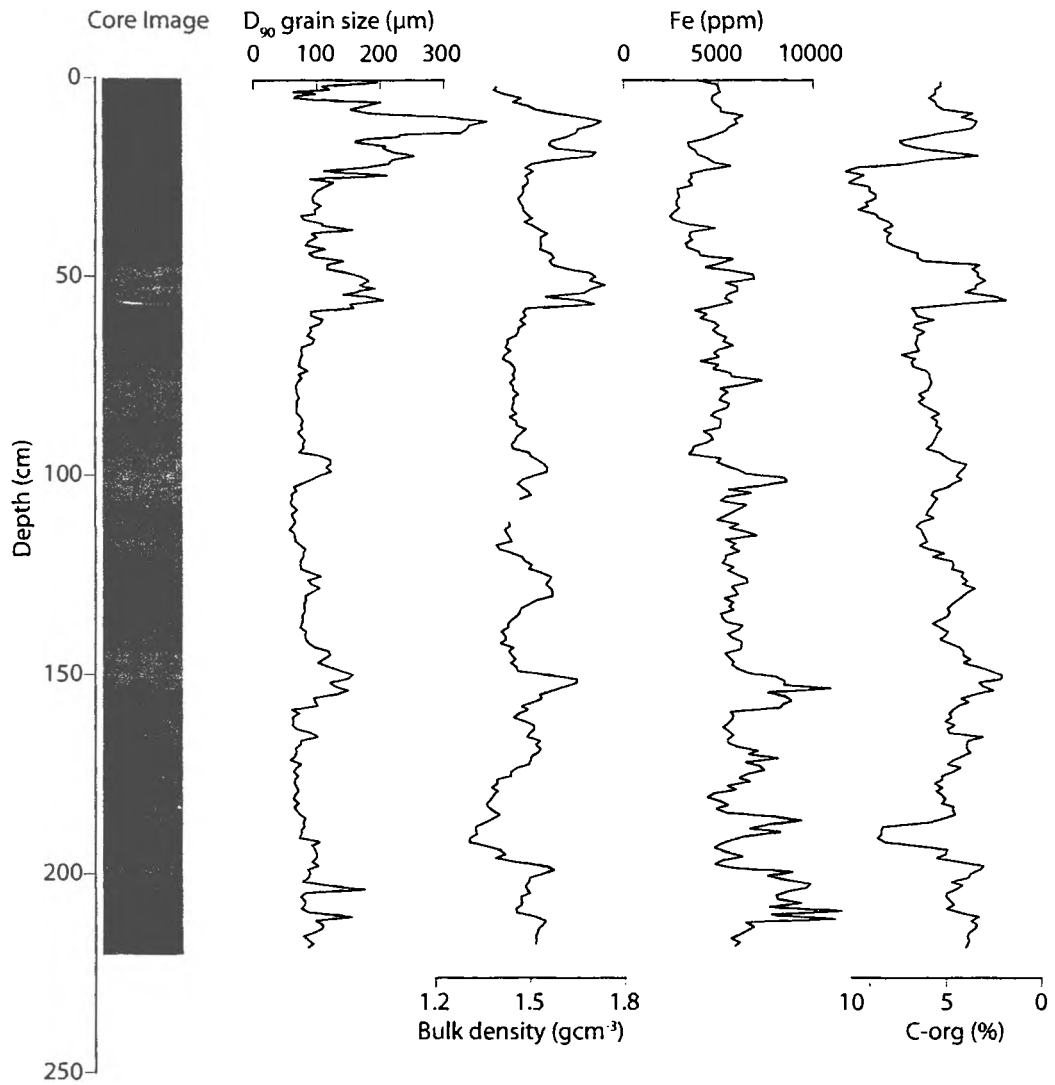 Core Image
D90 grain size (µm)
Fe (ppm)
0 100 200 300
0 5000 10000
0
50
100
150
200
250
Depth (cm)
1.2 1.5 1.8
Bulk density (gcm-3)
10 5 0
C-org (%)